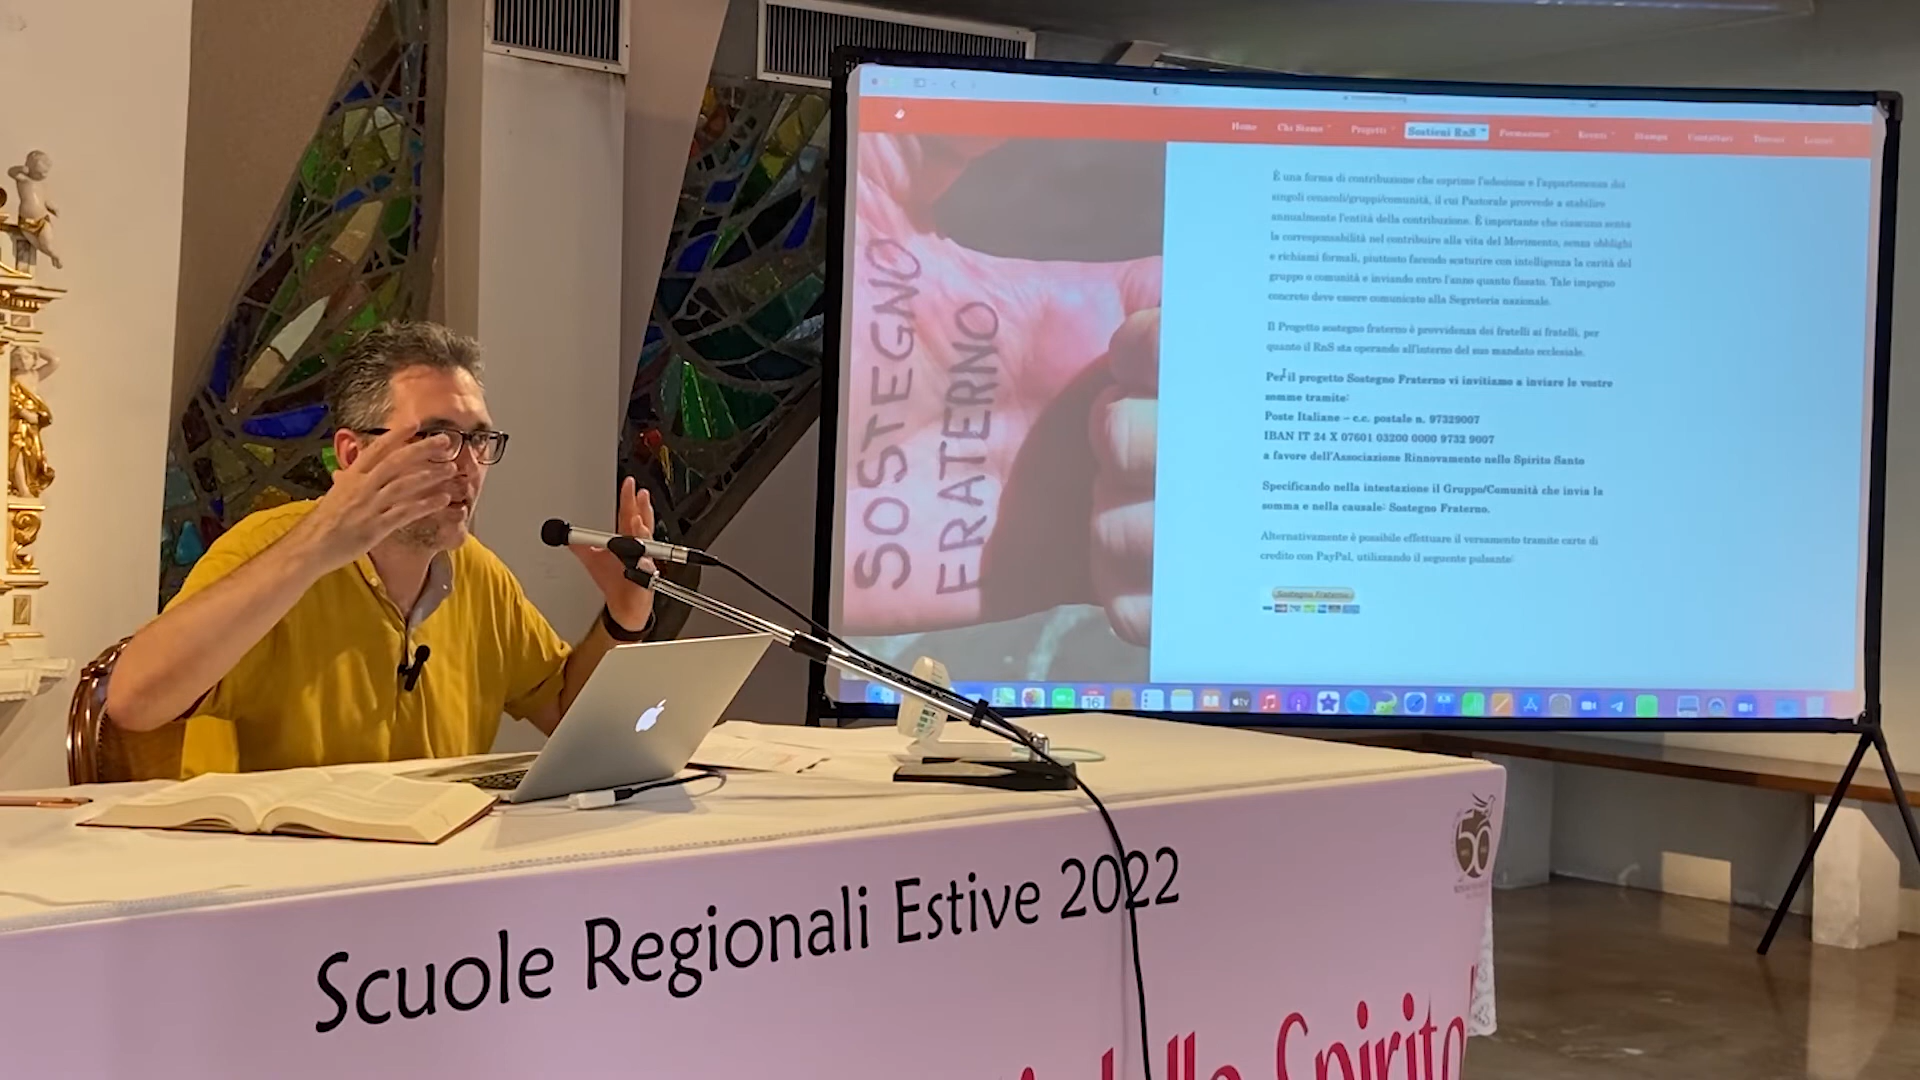 Home Chi Siamo Progetti Sostieni RnS Formazione Eventi Stampa Contattaci
È una forma di contribuzione che esprime l'adesione e l'appartenenza dei
singoli cenacoli/gruppi/comunità, il cui Pastorale provvede a stabilire
annualmente l'entità della contribuzione. È importante che ciascuno senta
la corresponsabilità nel contribuire alla vita del Movimento, senza obblighi
e richiami formali, piuttosto facendo scaturire con intelligenza la carità del
gruppo o comunità e inviando entro l'anno quanto fissato. Tale impegno
concreto deve essere comunicato alla Segreteria nazionale.
Il Progetto sostegno fraterno è provvidenza dei fratelli ai fratelli, per
quanto il RnS sta operando all'interno del suo mandato ecclesiale.
Per il progetto Sostegno Fraterno vi invitiamo a inviare le vostre
somme tramite:
Poste Italiane – c.c. postale n. 97329007
IBAN IT 24 X 07601 03200 0000 9732 9007
a favore dell'Associazione Rinnovamento nello Spirito Santo
Specificando nella intestazione il Gruppo/Comunità che invia la
somma e nella causale: Sostegno Fraterno.
Alternativamente è possibile effettuare il versamento tramite carte di
credito con PayPal, utilizzando il seguente pulsante:
Sostegno Fraterno
SOSTEGNO
FRATERNO
16
tv
50
Scuole Regionali Estive 2022
dello Spirito